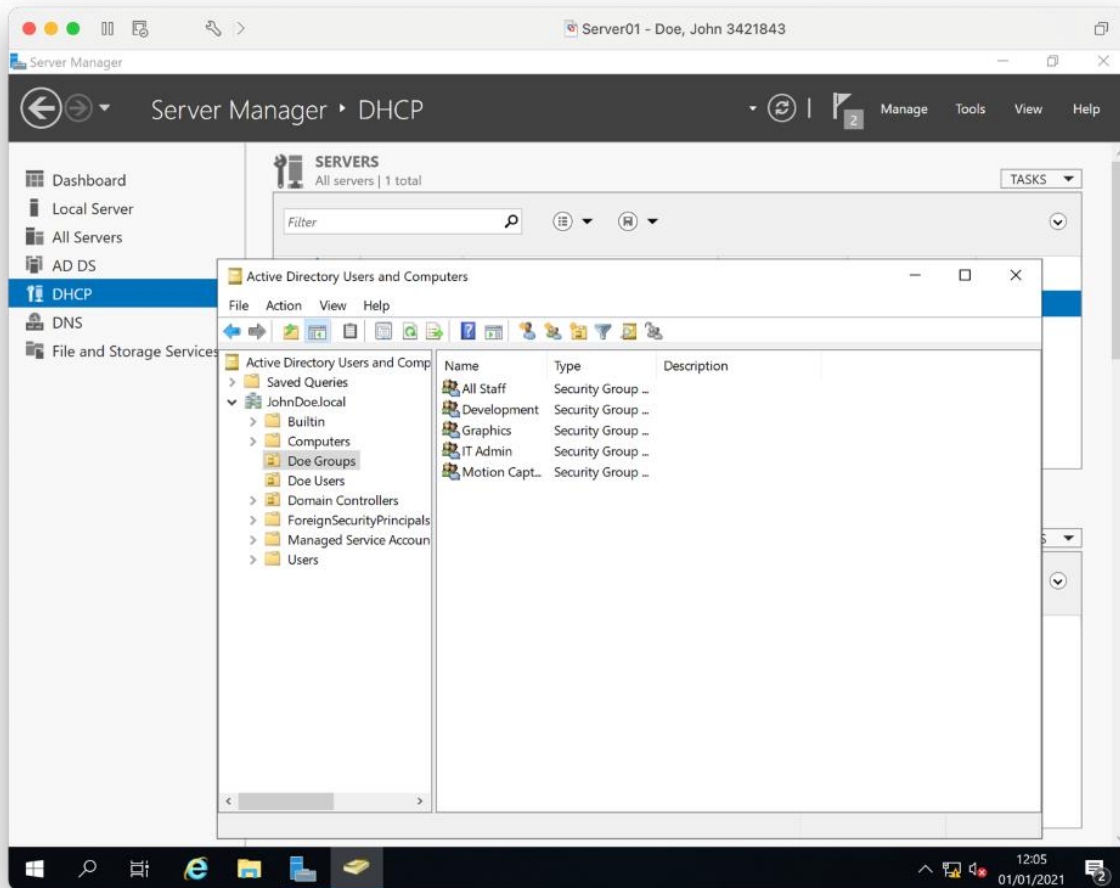 Server01 - Doe, John 3421843
Server Manager
Server Manager • DHCP
2 Manage Tools View Help
Dashboard
Local Server
All Servers
AD DS
DHCP
DNS
File and Storage Services
SERVERS
All servers | 1 total
TASKS
Filter
Active Directory Users and Computers
File Action View Help
Active Directory Users and Comp
Saved Queries
JohnDoe.local
Builtin
Computers
Doe Groups
Doe Users
Domain Controllers
ForeignSecurityPrincipals
Managed Service Accoun
Users
Name Type Description
All Staff Security Group ...
Development Security Group ...
Graphics Security Group ...
IT Admin Security Group ...
Motion Capt... Security Group ...
12:05
01/01/2021
2